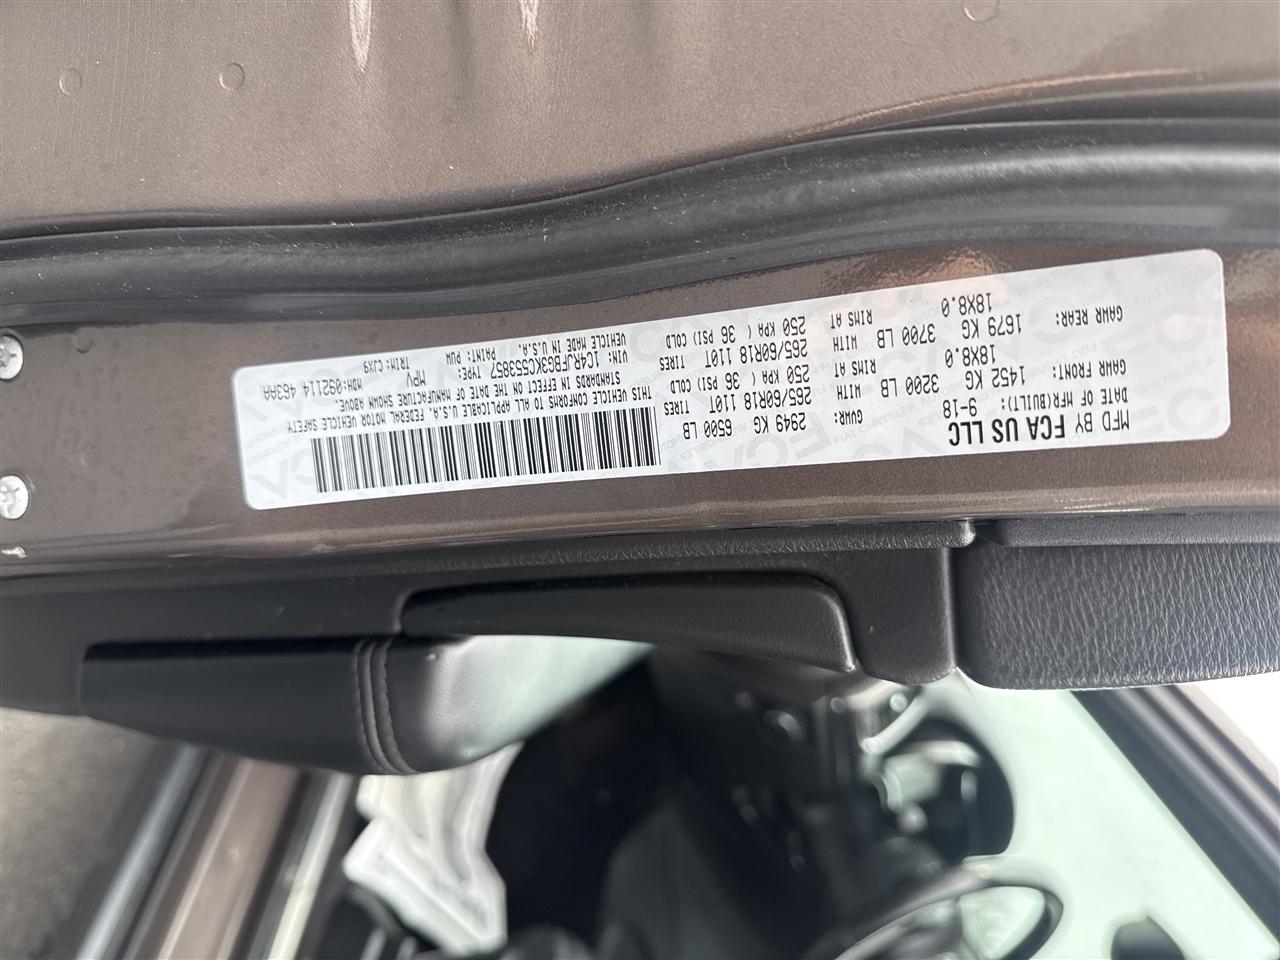 MFD BY FCA US LLC
DATE OF MFR(BUILT): 9-18
GVWR: 2949 KG 6500 LB
GAWR FRONT: 1452 KG 3200 LB WITH 265/60R18 110T TIRES
18X8.0 RIMS AT 250 KPA ( 36 PSI) COLD
GAWR REAR: 1679 KG 3700 LB WITH 265/60R18 110T TIRES
18X8.0 RIMS AT 250 KPA ( 36 PSI) COLD
THIS VEHICLE CONFORMS TO ALL APPLICABLE U.S.A. FEDERAL MOTOR VEHICLE SAFETY
STANDARDS IN EFFECT ON THE DATE OF MANUFACTURE SHOWN ABOVE.
VIN: 1C4RJFBG3KC553857 TYPE: MPV MDH:092114 463AA
VEHICLE MADE IN U.S.A. PAINT: PUW TRIM: CJX9